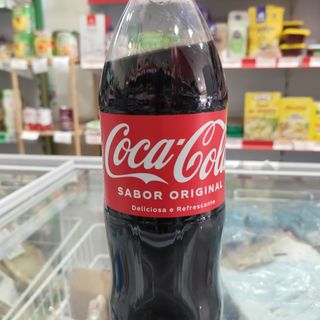 Coca-Cola
SABOR ORIGINAL
Deliciosa e Refrescante